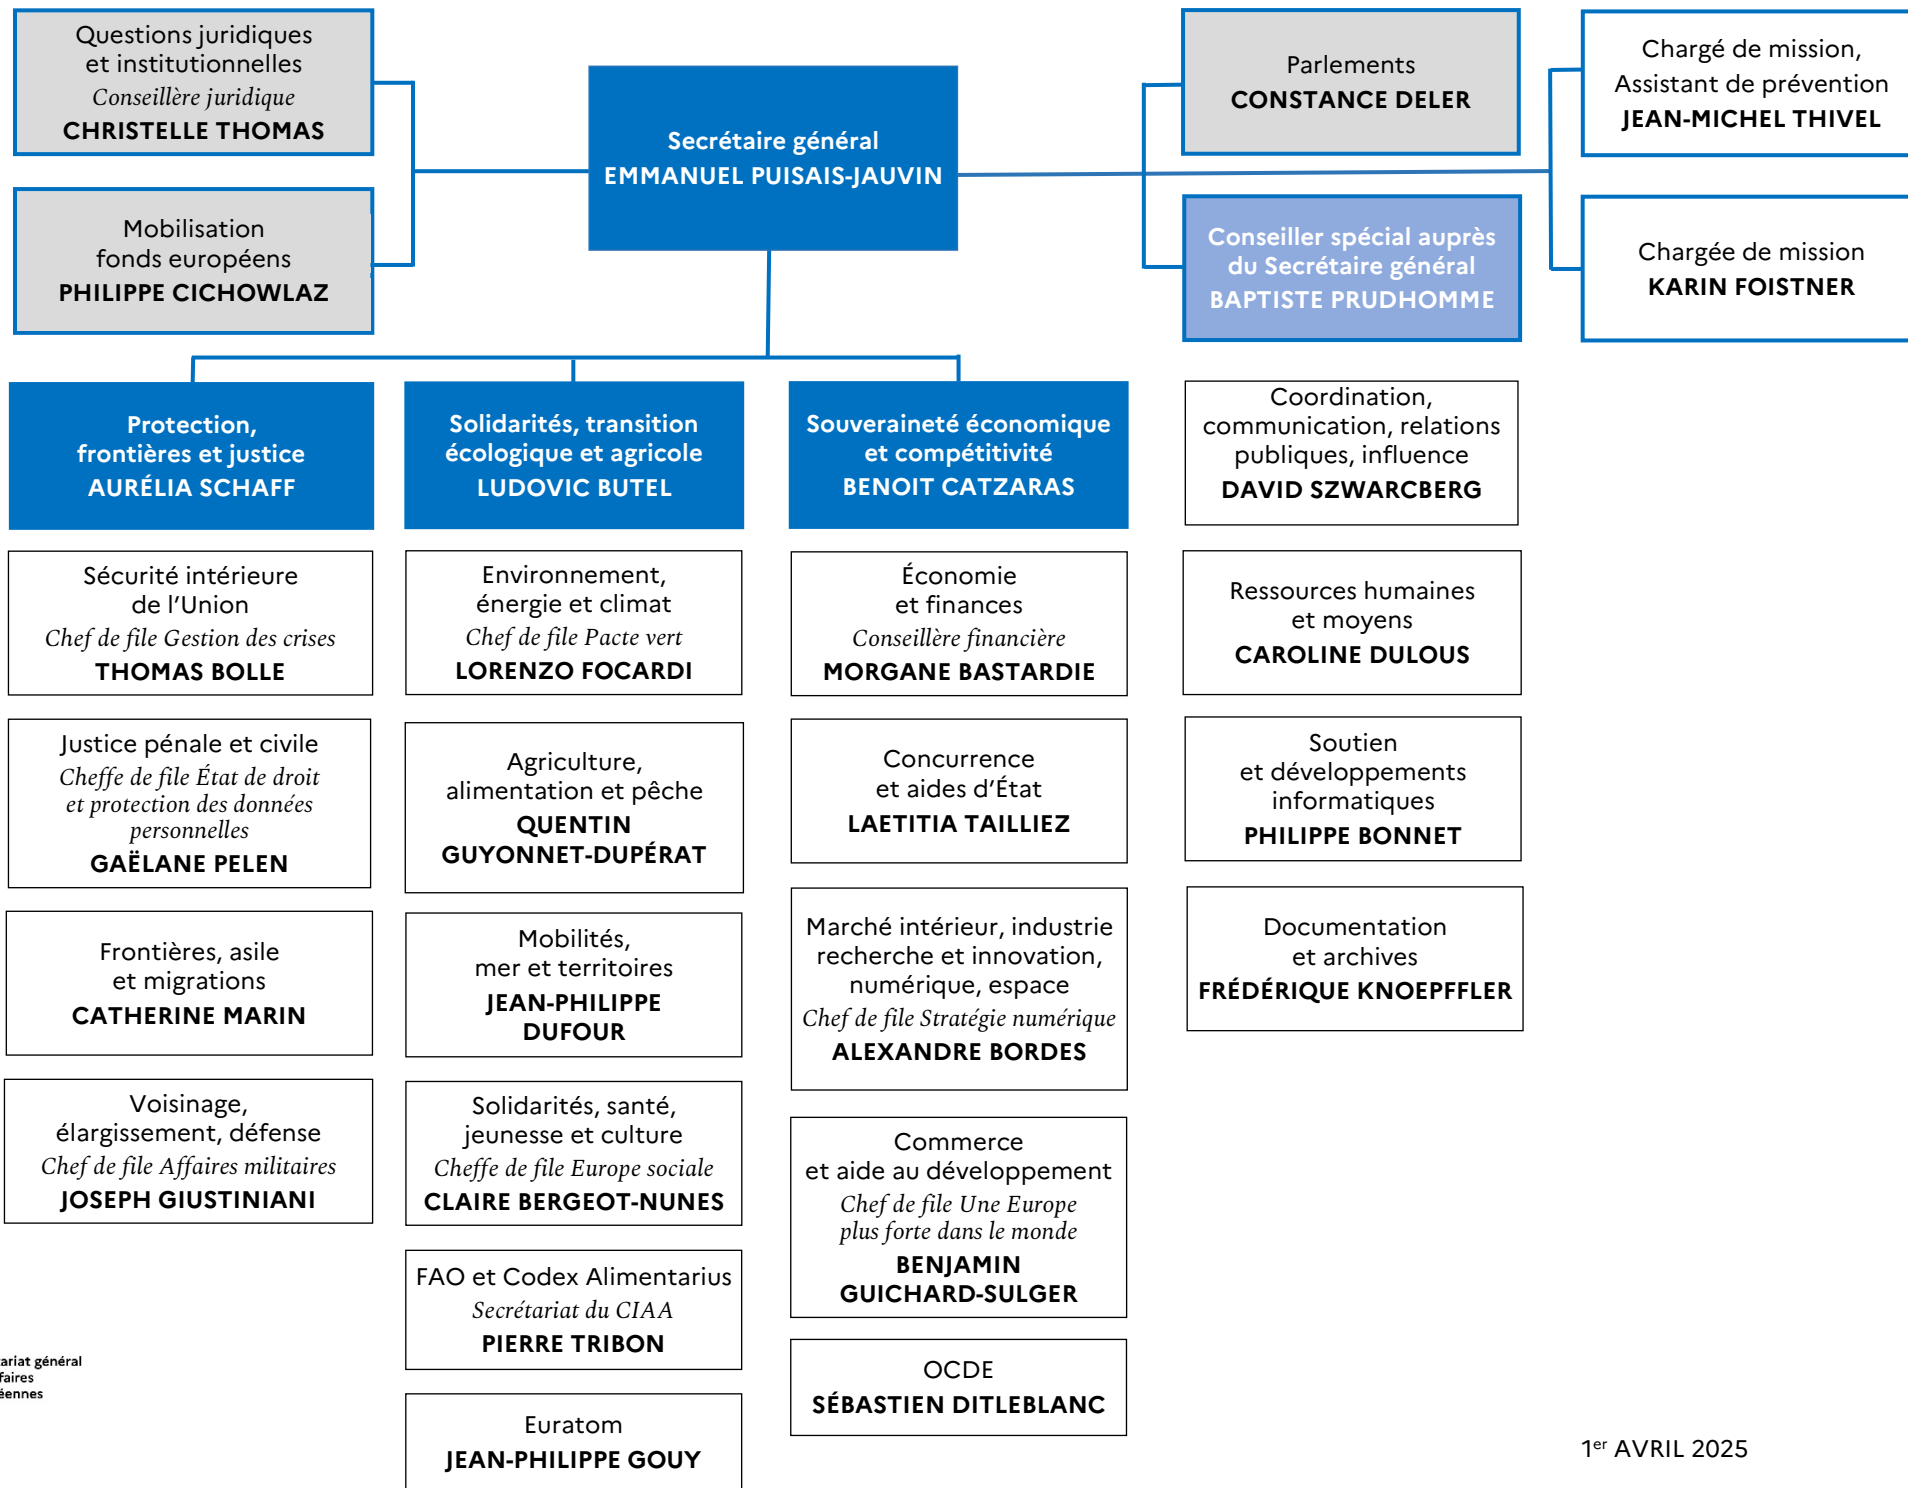 Questions juridiques
et institutionnelles
Conseillère juridique
CHRISTELLE THOMAS
Mobilisation
fonds européens
PHILIPPE CICHOWLAZ
Secrétaire général
EMMANUEL PUISAIS-JAUVIN
Parlements
CONSTANCE DELER
Conseiller spécial auprès
du Secrétaire général
BAPTISTE PRUDHOMME
Chargé de mission,
Assistant de prévention
JEAN-MICHEL THIVEL
Chargée de mission
KARIN FOISTNER
Protection,
frontières et justice
AURÉLIA SCHAFF
Sécurité intérieure
de l'Union
Chef de file Gestion des crises
THOMAS BOLLE
Justice pénale et civile
Cheffe de file État de droit
et protection des données
personnelles
GAËLANE PELEN
Frontières, asile
et migrations
CATHERINE MARIN
Voisinage,
élargissement, défense
Chef de file Affaires militaires
JOSEPH GIUSTINIANI
Solidarités, transition
écologique et agricole
LUDOVIC BUTEL
Environnement,
énergie et climat
Chef de file Pacte vert
LORENZO FOCARDI
Agriculture,
alimentation et pêche
QUENTIN
GUYONNET-DUPÉRAT
Mobilités,
mer et territoires
JEAN-PHILIPPE
DUFOUR
Solidarités, santé,
jeunesse et culture
Cheffe de file Europe sociale
CLAIRE BERGEOT-NUNES
FAO et Codex Alimentarius
Secrétariat du CIAA
PIERRE TRIBON
Euratom
JEAN-PHILIPPE GOUY
Souveraineté économique
et compétitivité
BENOIT CATZARAS
Économie
et finances
Conseillère financière
MORGANE BASTARDIE
Concurrence
et aides d'État
LAETITIA TAILLIEZ
Marché intérieur, industrie
recherche et innovation,
numérique, espace
Chef de file Stratégie numérique
ALEXANDRE BORDES
Commerce
et aide au développement
Chef de file Une Europe
plus forte dans le monde
BENJAMIN
GUICHARD-SULGER
OCDE
SÉBASTIEN DITLEBLANC
Coordination,
communication, relations
publiques, influence
DAVID SZWARCBERG
Ressources humaines
et moyens
CAROLINE DULOUS
Soutien
et développements
informatiques
PHILIPPE BONNET
Documentation
et archives
FRÉDÉRIQUE KNOEPFFLER
ariat général
faires
éennes
1er AVRIL 2025